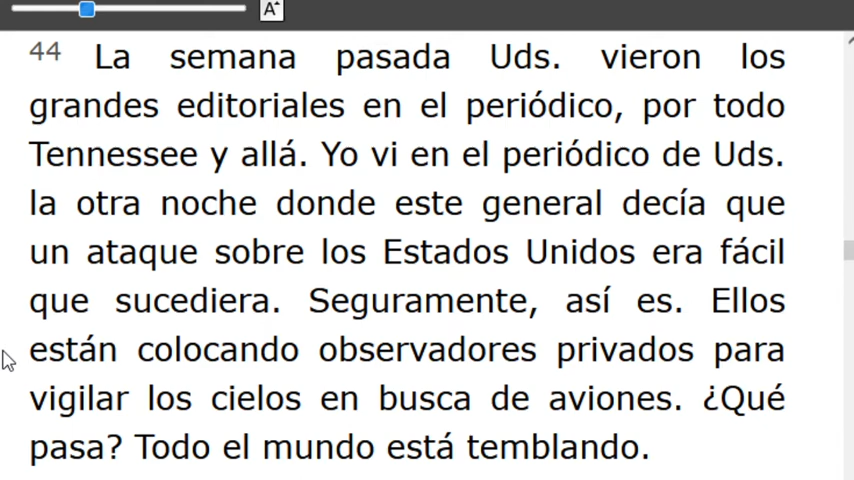 A
44 La semana pasada Uds. vieron los
grandes editoriales en el periódico, por todo
Tennessee y allá. Yo vi en el periódico de Uds.
la otra noche donde este general decía que
un ataque sobre los Estados Unidos era fácil
que sucediera. Seguramente, así es. Ellos
están colocando observadores privados para
vigilar los cielos en busca de aviones. ¿Qué
pasa? Todo el mundo está temblando.